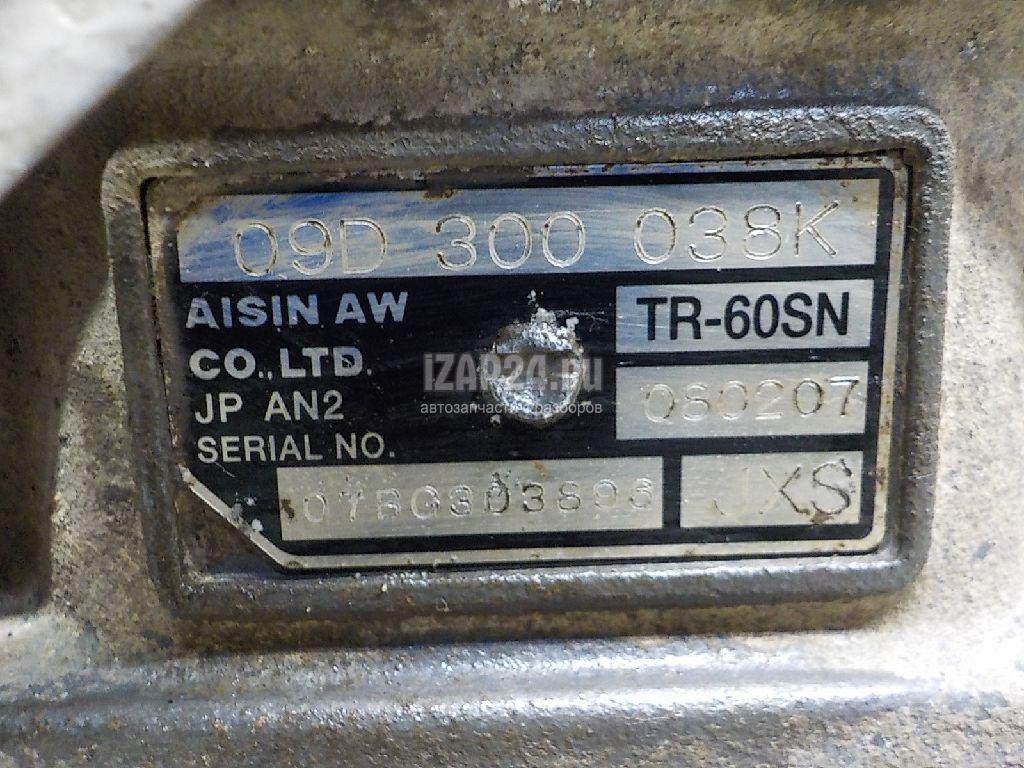 09D 300 038K
AISIN AW
CO.,LTD.
TR-60SN
JP AN2
080207
SERIAL NO.
07BG303896
JXS
iZAP24.ru
автозапчасти с разборов